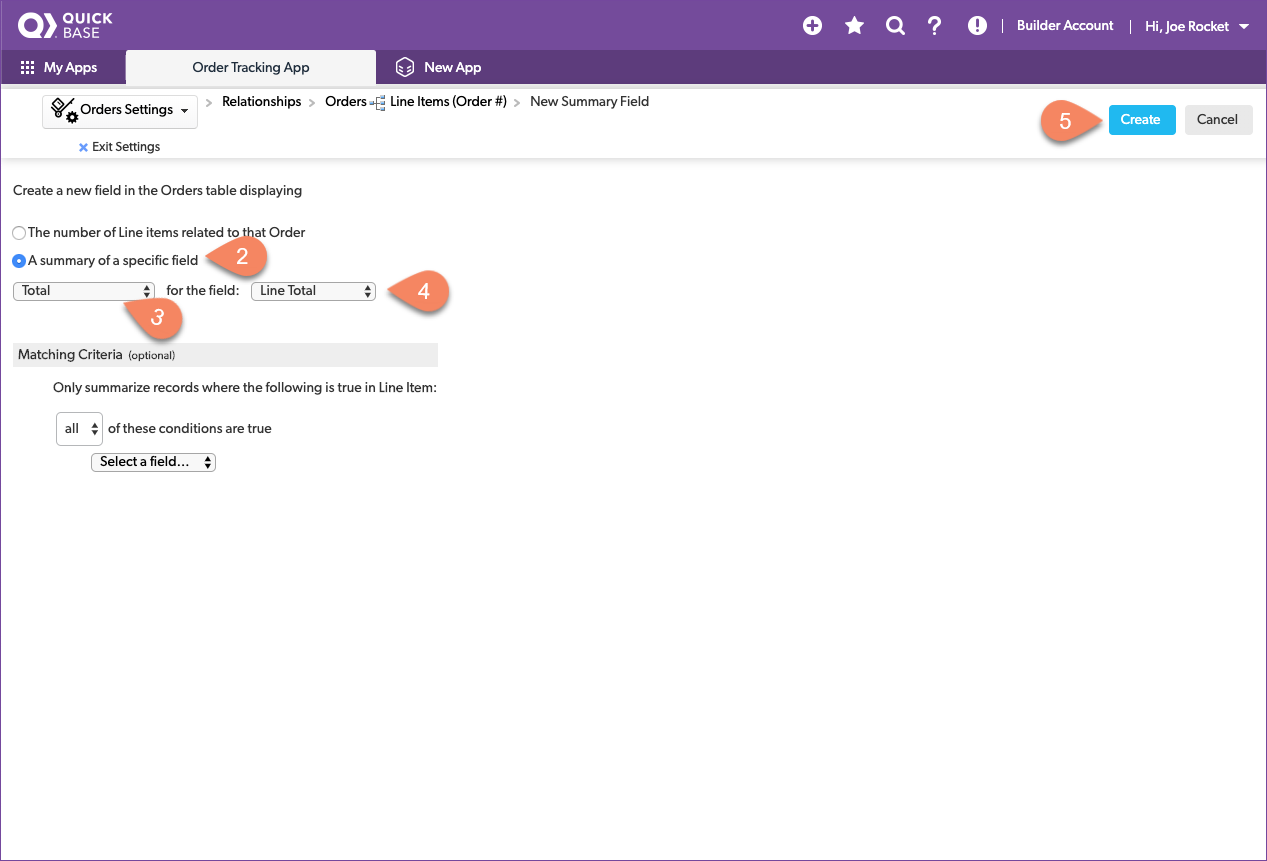 QUICK
BASE
Builder Account | Hi, Joe Rocket
My Apps
Order Tracking App
New App
Orders Settings
Relationships
Orders
Line Items (Order #)
New Summary Field
5
Create
Cancel
Exit Settings
Create a new field in the Orders table displaying
The number of Line items related to that Order
A summary of a specific field
2
Total
for the field:
Line Total
4
3
Matching Criteria (optional)
Only summarize records where the following is true in Line Item:
all
of these conditions are true
Select a field...